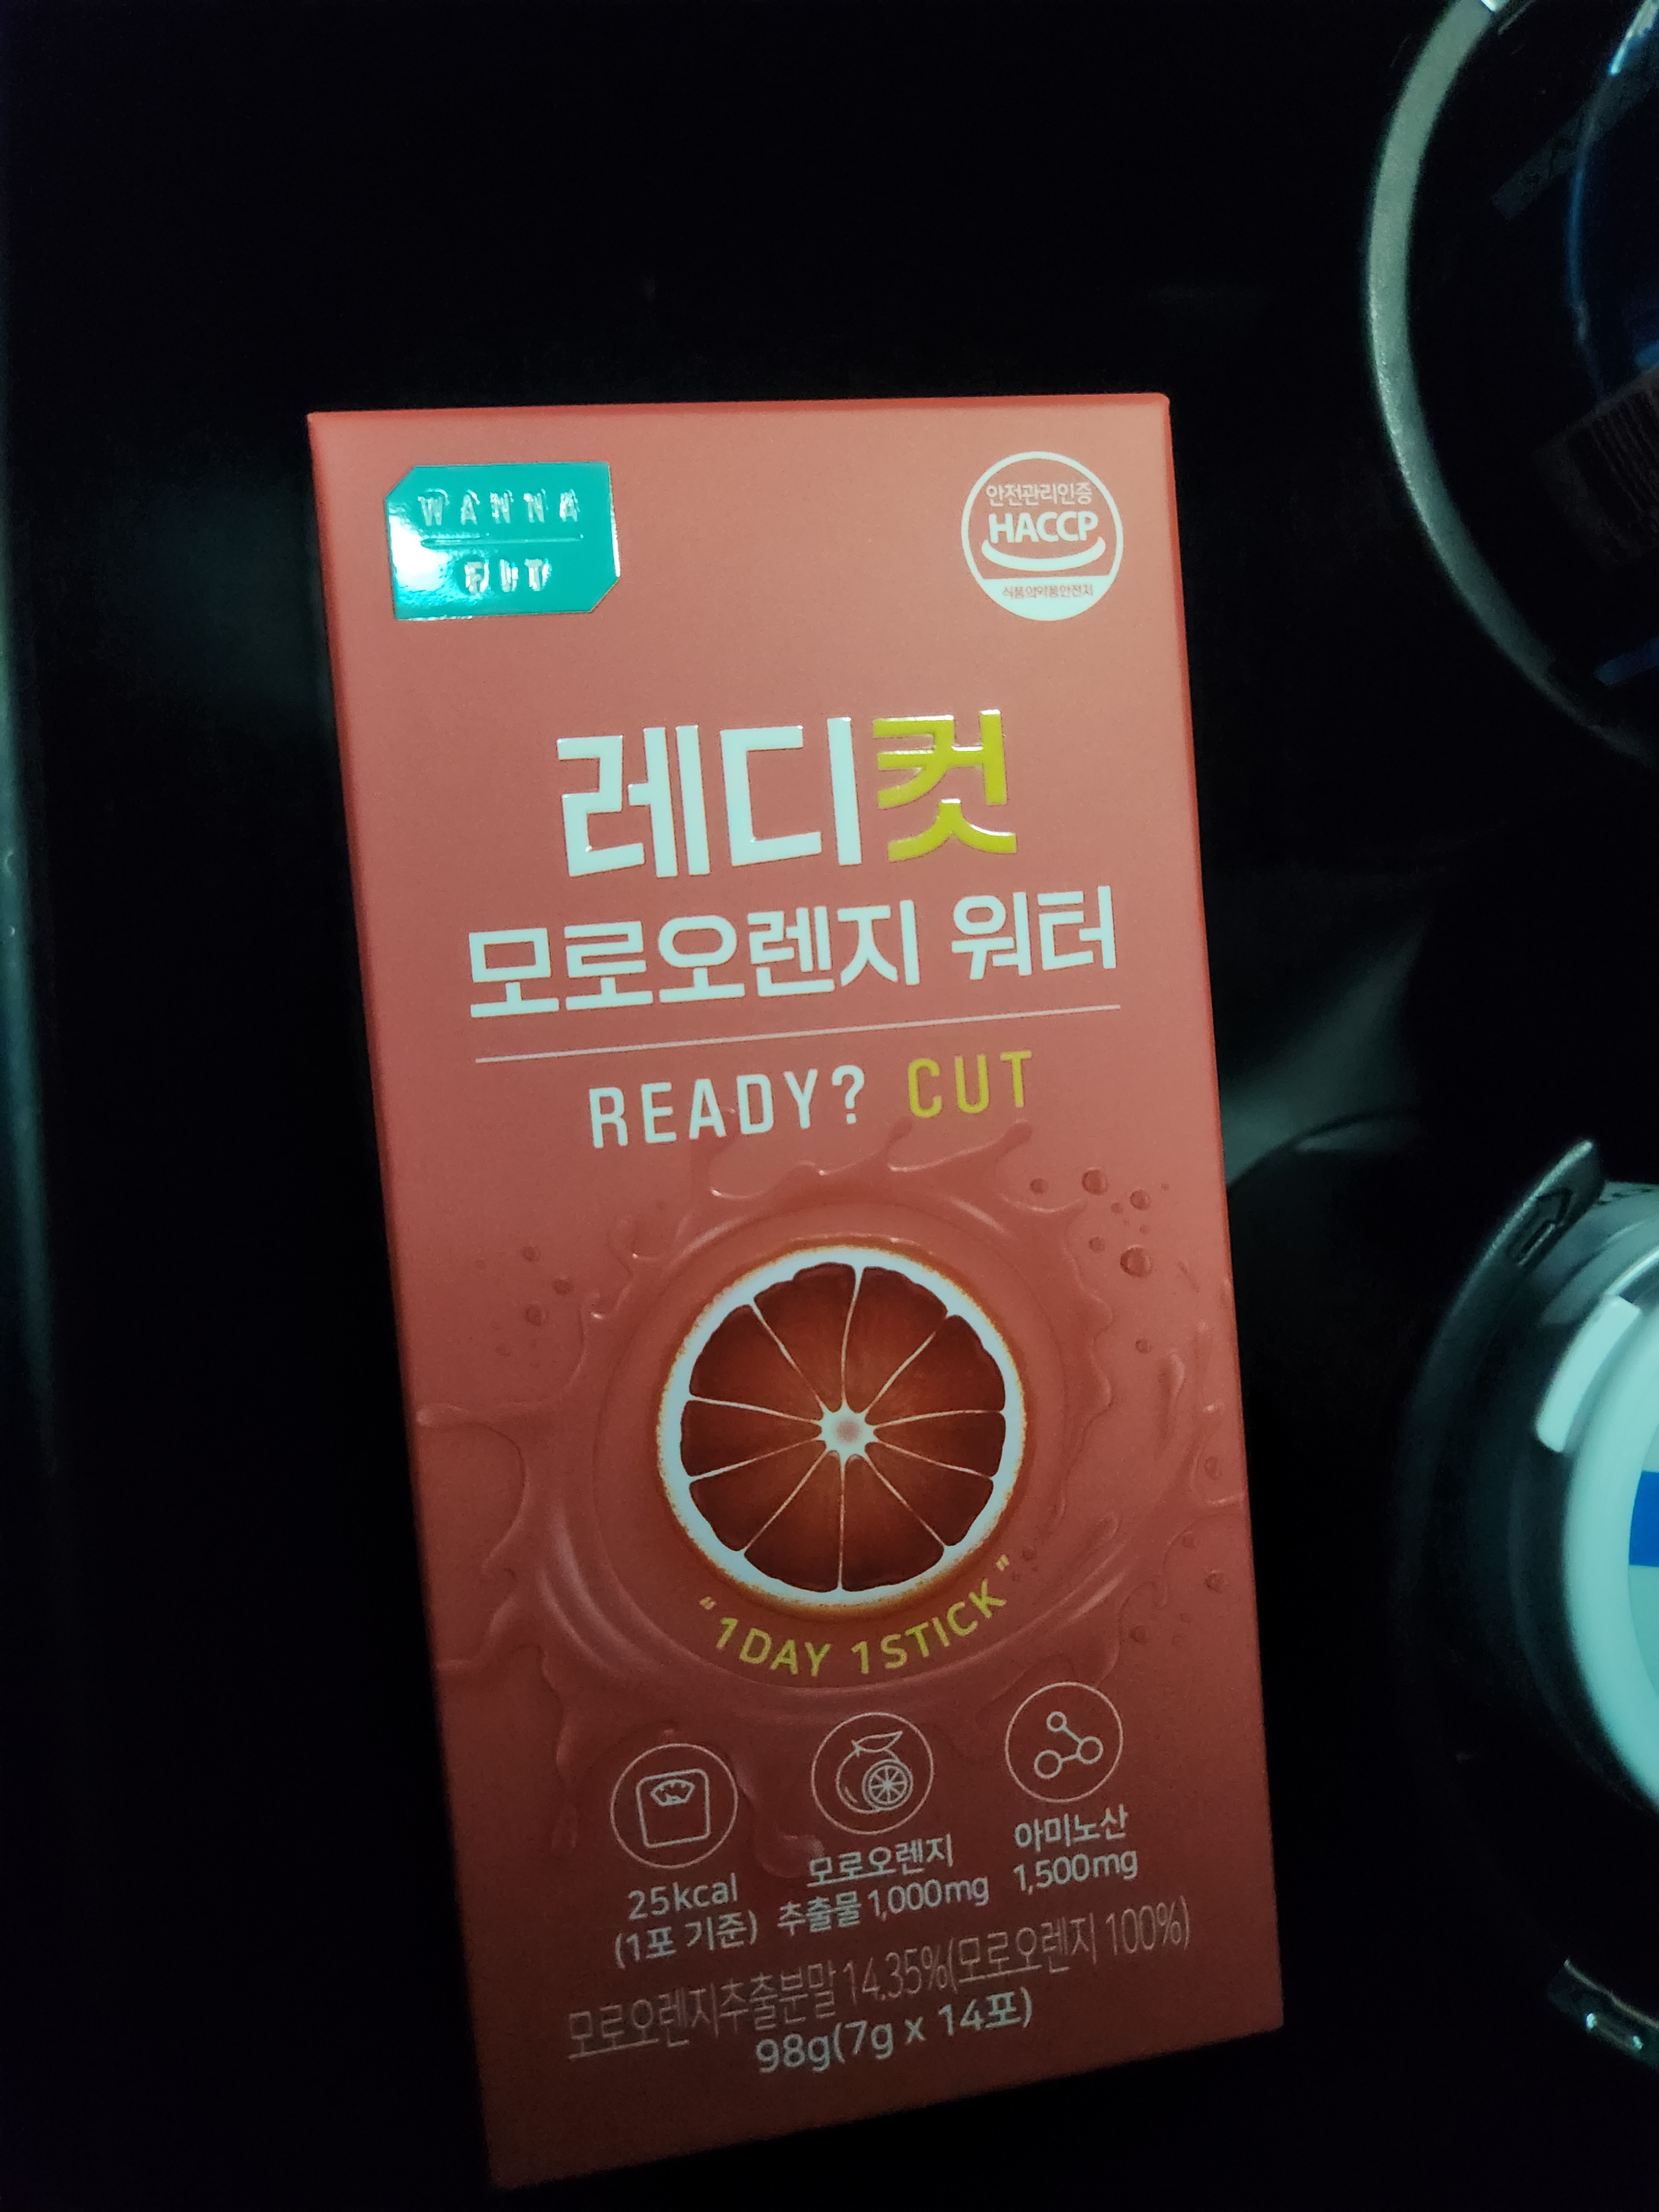 WANNA
FIT
안전관리인증
HACCP
식품의약품안전처
레디컷
모로오렌지 워터
READY? CUT
"1DAY 1STICK"
25kcal
(1포 기준)
모로오렌지
추출물 1,000mg
아미노산
1,500mg
모로오렌지추출분말 14.35%(모로오렌지 100%)
98g(7g x 14포)